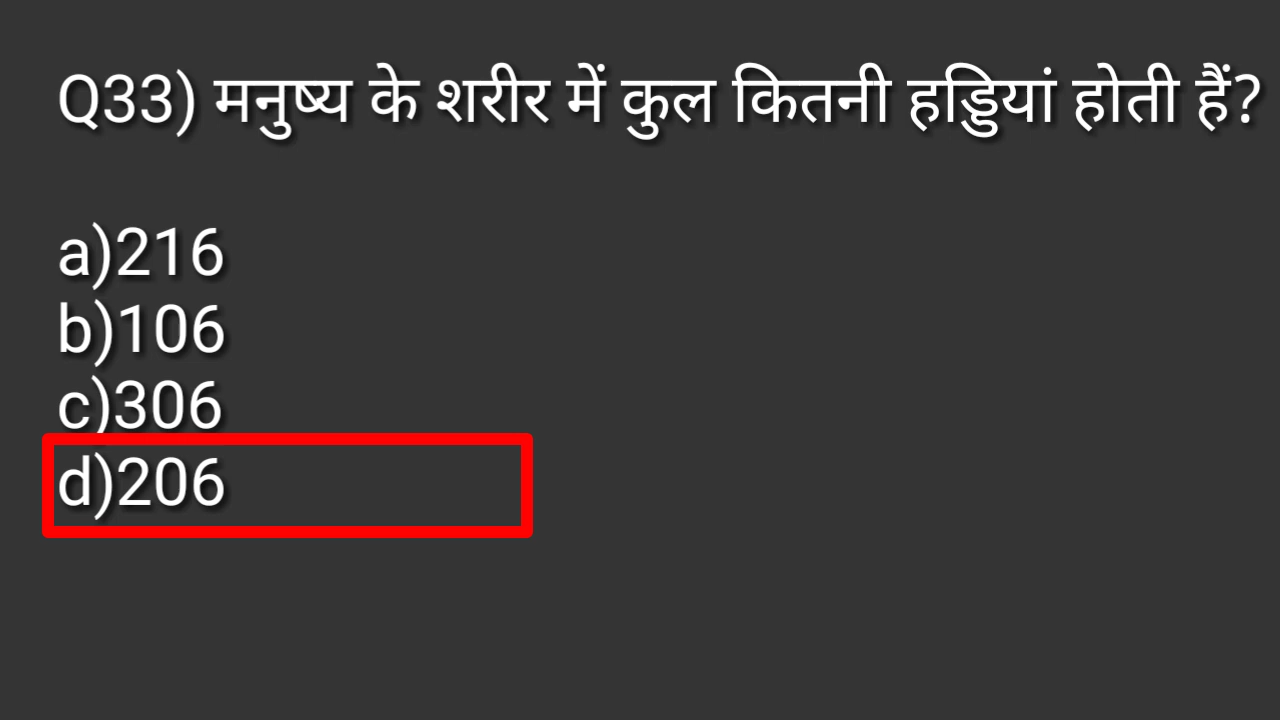 Q33) मनुष्य के शरीर में कुल कितनी हड्डियां होती हैं?
a)216
b)106
c)306
d)206